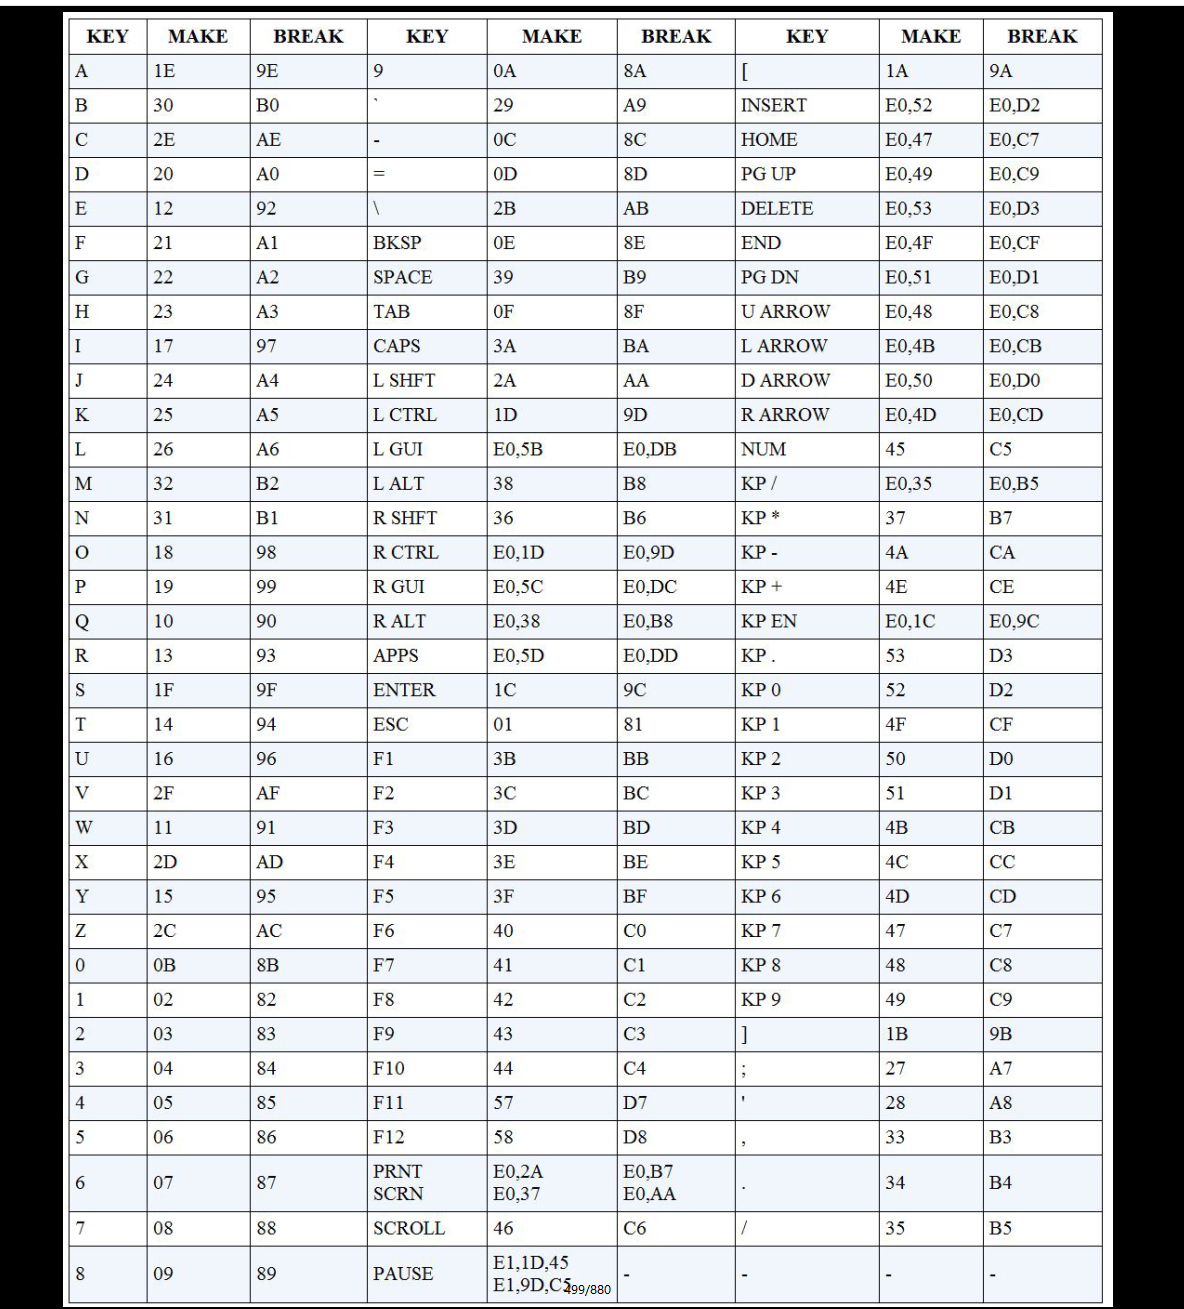 KEY MAKE BREAK KEY MAKE BREAK KEY MAKE BREAK
A 1E 9E 9 0A 8A [ 1A 9A
B 30 B0 ` 29 A9 INSERT E0,52 E0,D2
C 2E AE - 0C 8C HOME E0,47 E0,C7
D 20 A0 = 0D 8D PG UP E0,49 E0,C9
E 12 92 \ 2B AB DELETE E0,53 E0,D3
F 21 A1 BKSP 0E 8E END E0,4F E0,CF
G 22 A2 SPACE 39 B9 PG DN E0,51 E0,D1
H 23 A3 TAB 0F 8F U ARROW E0,48 E0,C8
I 17 97 CAPS 3A BA L ARROW E0,4B E0,CB
J 24 A4 L SHFT 2A AA D ARROW E0,50 E0,D0
K 25 A5 L CTRL 1D 9D R ARROW E0,4D E0,CD
L 26 A6 L GUI E0,5B E0,DB NUM 45 C5
M 32 B2 L ALT 38 B8 KP / E0,35 E0,B5
N 31 B1 R SHFT 36 B6 KP * 37 B7
O 18 98 R CTRL E0,1D E0,9D KP - 4A CA
P 19 99 R GUI E0,5C E0,DC KP + 4E CE
Q 10 90 R ALT E0,38 E0,B8 KP EN E0,1C E0,9C
R 13 93 APPS E0,5D E0,DD KP . 53 D3
S 1F 9F ENTER 1C 9C KP 0 52 D2
T 14 94 ESC 01 81 KP 1 4F CF
U 16 96 F1 3B BB KP 2 50 D0
V 2F AF F2 3C BC KP 3 51 D1
W 11 91 F3 3D BD KP 4 4B CB
X 2D AD F4 3E BE KP 5 4C CC
Y 15 95 F5 3F BF KP 6 4D CD
Z 2C AC F6 40 C0 KP 7 47 C7
0 0B 8B F7 41 C1 KP 8 48 C8
1 02 82 F8 42 C2 KP 9 49 C9
2 03 83 F9 43 C3 ] 1B 9B
3 04 84 F10 44 C4 ; 27 A7
4 05 85 F11 57 D7 ' 28 A8
5 06 86 F12 58 D8 , 33 B3
PRNT E0,2A E0,B7
6 07 87 . 34 B4
SCRN E0,37 E0,AA
7 08 88 SCROLL 46 C6 / 35 B5
E1,1D,45
8 09 89 PAUSE - - - -
E1,9D,C5
499/880